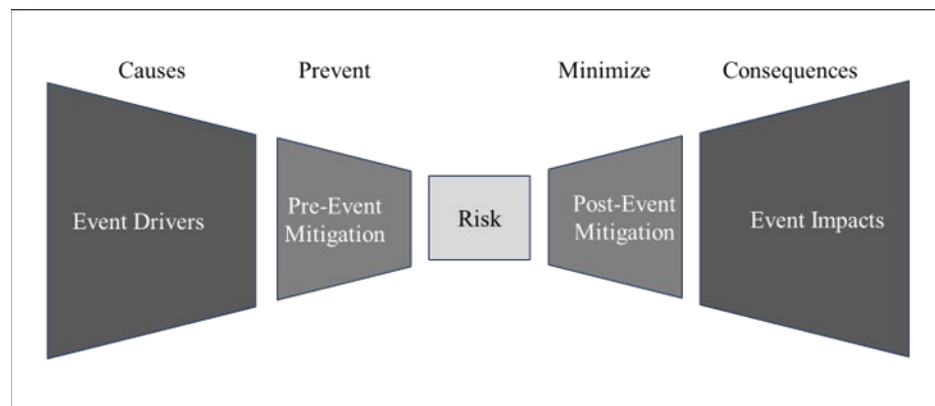 Causes
Prevent
Minimize
Consequences
Event Drivers
Pre-Event
Mitigation
Risk
Post-Event
Mitigation
Event Impacts